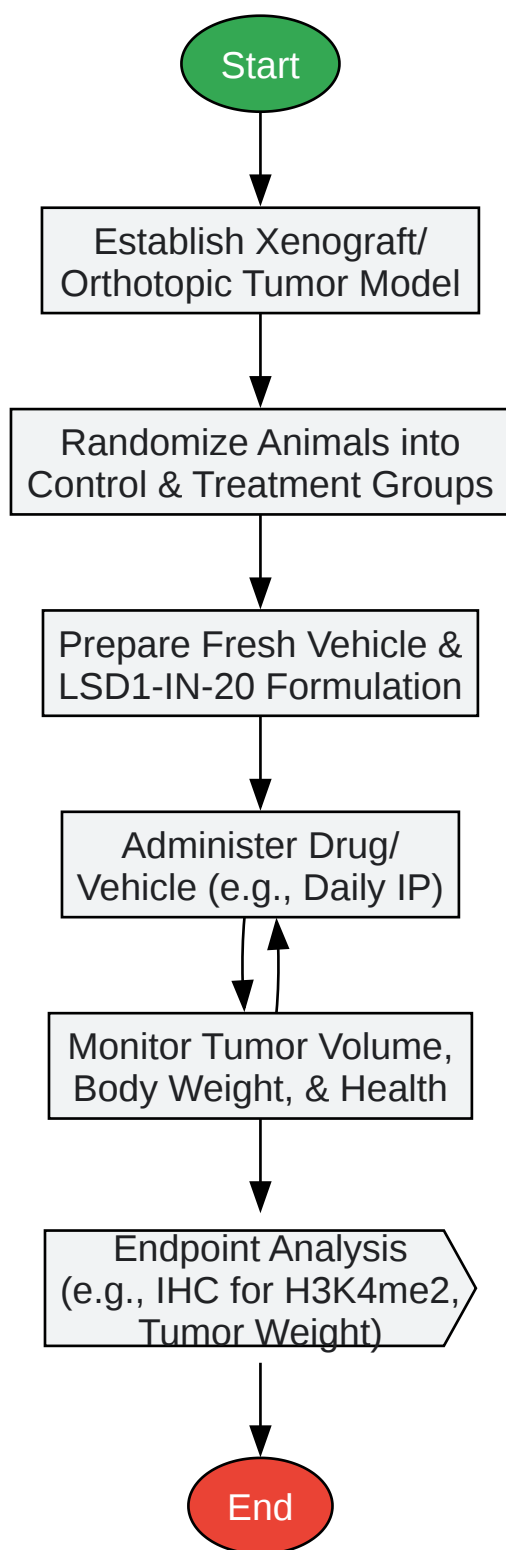 Start
Establish Xenograft/
Orthotopic Tumor Model
Randomize Animals into
Control & Treatment Groups
Prepare Fresh Vehicle &
LSD1-IN-20 Formulation
Administer Drug/
Vehicle (e.g., Daily IP)
Monitor Tumor Volume,
Body Weight, & Health
Endpoint Analysis
(e.g., IHC for H3K4me2,
Tumor Weight)
End